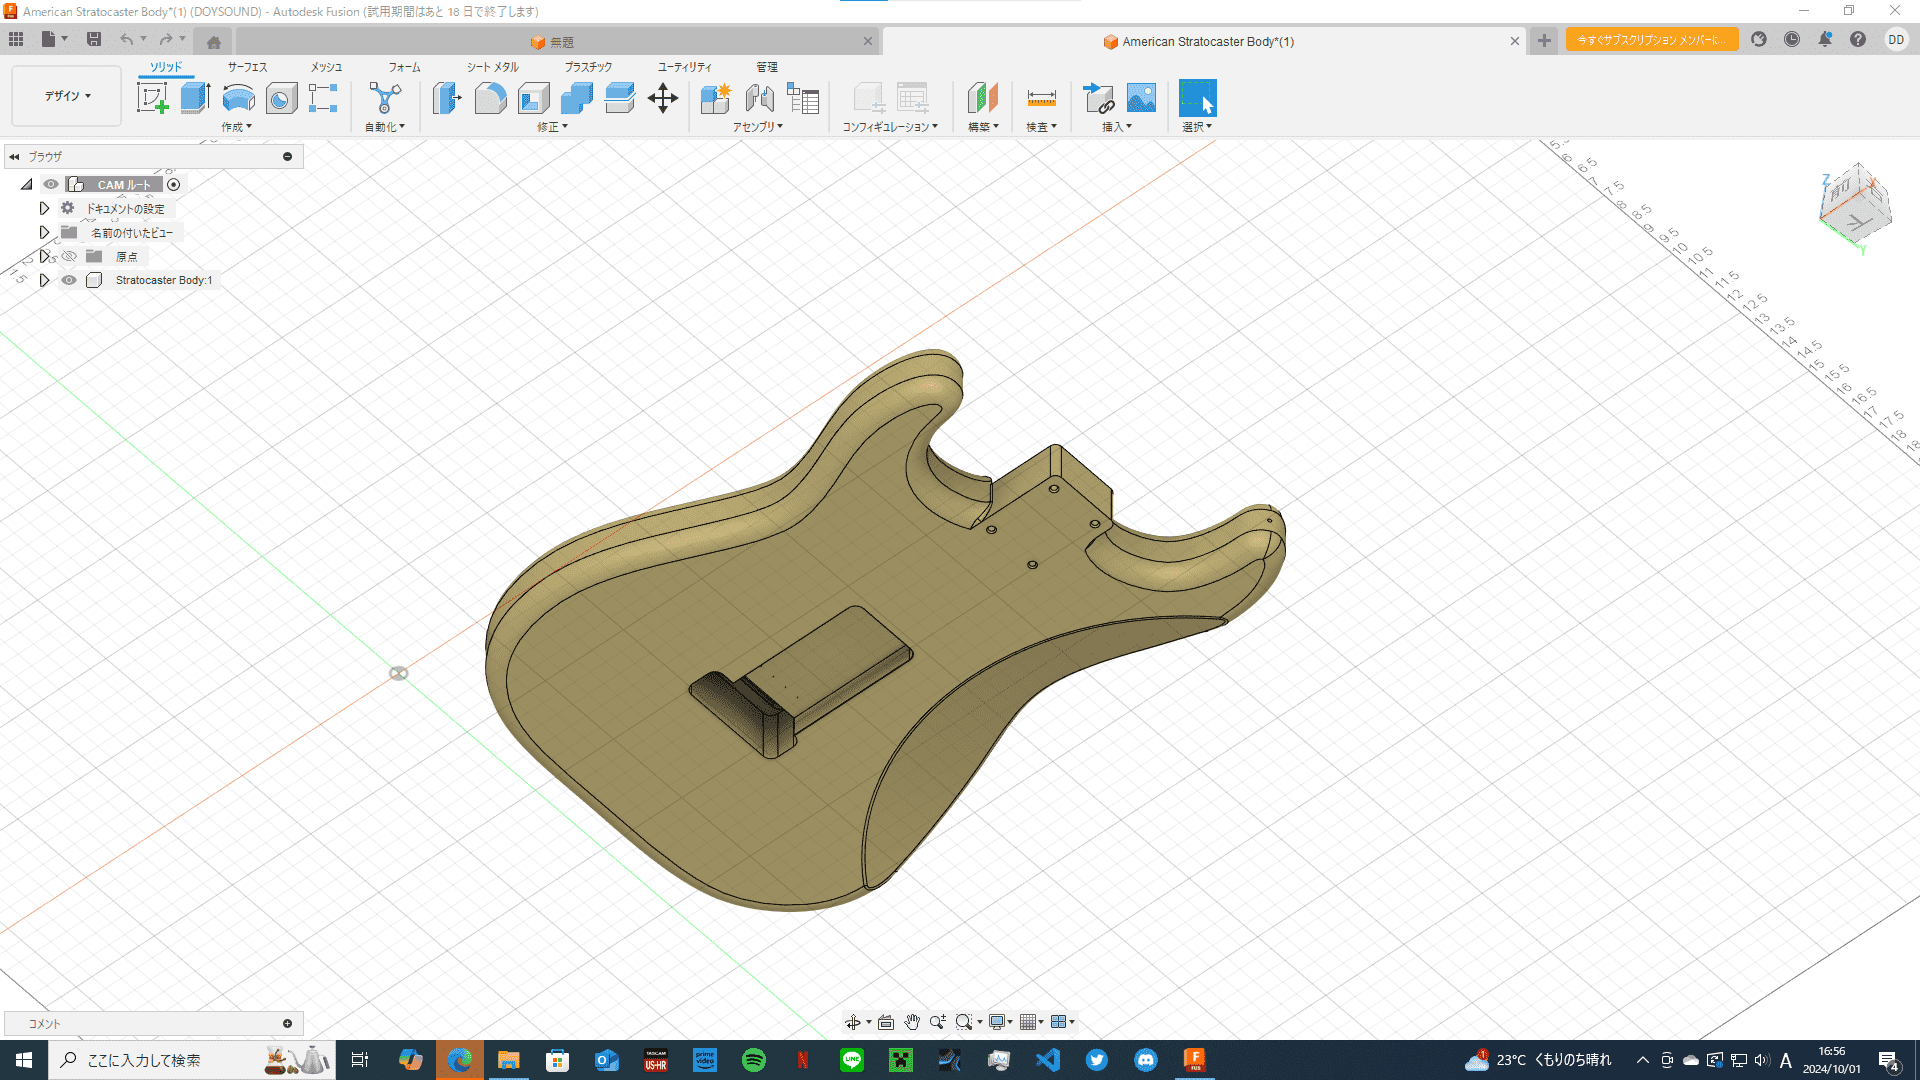 American Stratocaster Body*(1) (DOYSOUND) - Autodesk Fusion (試用期間はあと 18 日で終了します)
無題
American Stratocaster Body*(1)
今すぐサブスクリプション メンバーに...
DD
デザイン
ソリッド
サーフェス
メッシュ
フォーム
シート メタル
プラスチック
ユーティリティ
管理
作成
自動化
修正
アセンブリ
コンフィギュレーション
構築
検査
挿入
選択
ブラウザ
CAM ルート
ドキュメントの設定
名前の付いたビュー
原点
Stratocaster Body:1
5.5
6
6.5
7
7.5
8
8.5
9
9.5
10
10.5
11
11.5
12
12.5
13
13.5
14
14.5
15
15.5
16
16.5
17
17.5
18
Z
X
Y
コメント
ここに入力して検索
TASCAM
US-HR
prime video
LINE
FUS
1
23°C くもりのち晴れ
A
16:56
2024/10/01
4